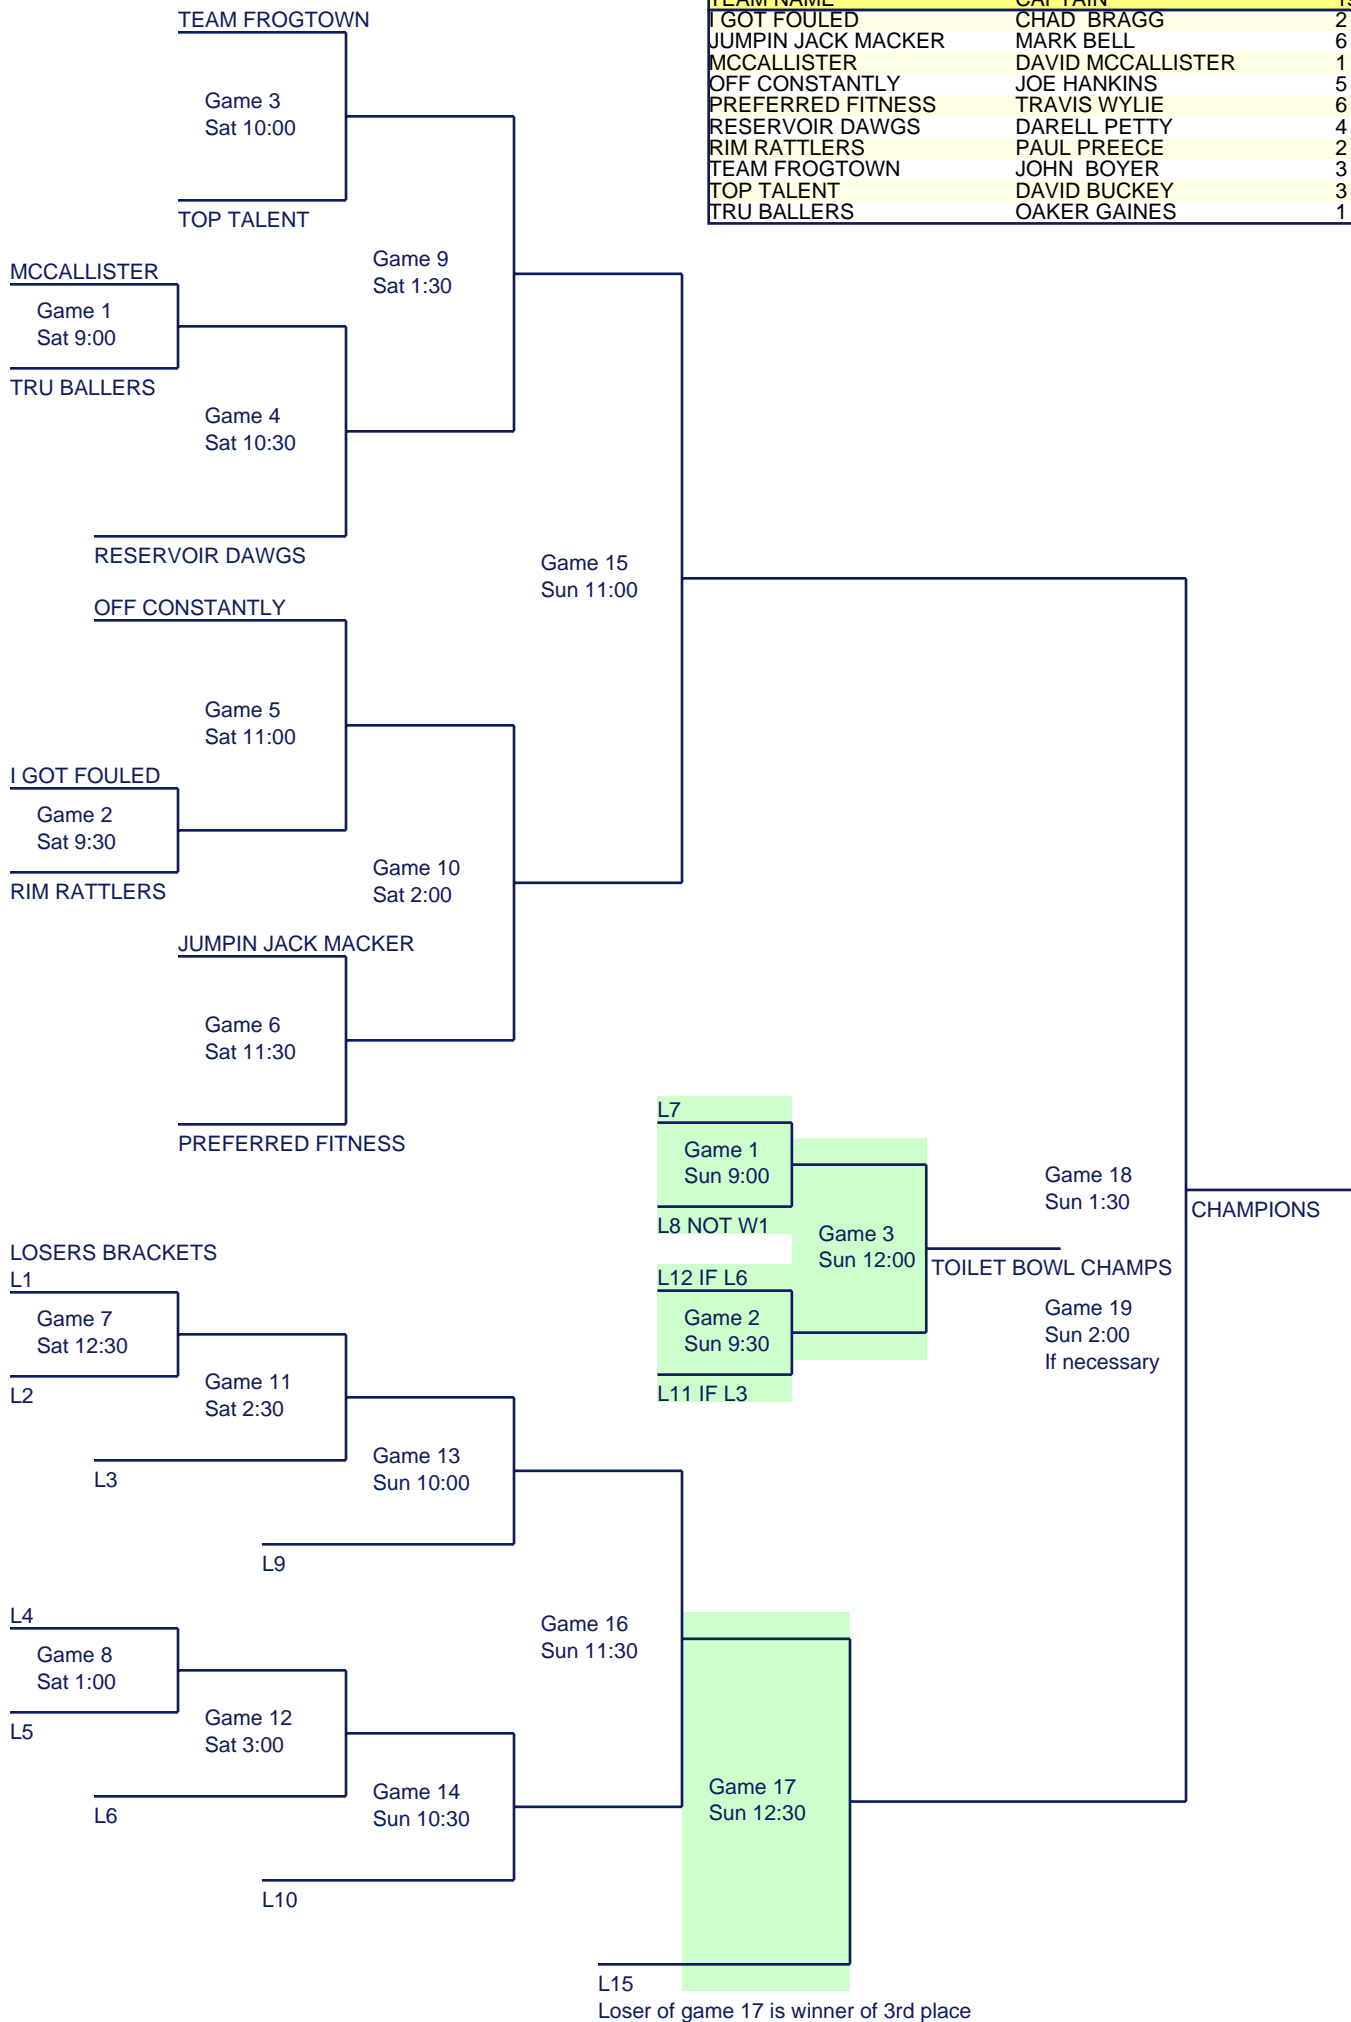 TEAM NAME CAPTAIN
I GOT FOULED CHAD BRAGG 2
JUMPIN JACK MACKER MARK BELL 6
MCCALLISTER DAVID MCCALLISTER 1
OFF CONSTANTLY JOE HANKINS 5
PREFERRED FITNESS TRAVIS WYLIE 6
RESERVOIR DAWGS DARELL PETTY 4
RIM RATTLERS PAUL PREECE 2
TEAM FROGTOWN JOHN BOYER 3
TOP TALENT DAVID BUCKEY 3
TRU BALLERS OAKER GAINES 1
TEAM FROGTOWN
Game 3
Sat 10:00
TOP TALENT
Game 9
Sat 1:30
MCCALLISTER
Game 1
Sat 9:00
TRU BALLERS
Game 4
Sat 10:30
RESERVOIR DAWGS
Game 15
Sun 11:00
OFF CONSTANTLY
Game 5
Sat 11:00
I GOT FOULED
Game 2
Sat 9:30
RIM RATTLERS
Game 10
Sat 2:00
JUMPIN JACK MACKER
Game 6
Sat 11:30
PREFERRED FITNESS
L7
Game 1
Sun 9:00
L8 NOT W1
Game 3
Sun 12:00
L12 IF L6
Game 2
Sun 9:30
L11 IF L3
TOILET BOWL CHAMPS
Game 18
Sun 1:30
CHAMPIONS
Game 19
Sun 2:00
If necessary
LOSERS BRACKETS
L1
Game 7
Sat 12:30
L2
Game 11
Sat 2:30
L3
Game 13
Sun 10:00
L9
L4
Game 8
Sat 1:00
L5
Game 12
Sat 3:00
L6
Game 14
Sun 10:30
L10
Game 16
Sun 11:30
Game 17
Sun 12:30
L15
Loser of game 17 is winner of 3rd place